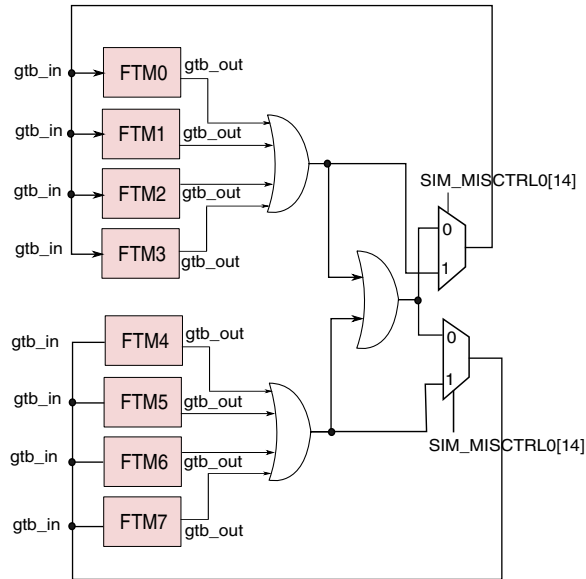 gtb_in FTM0 gtb_out
gtb_in FTM1 gtb_out
gtb_in FTM2 gtb_out
gtb_in FTM3 gtb_out
SIM_MISCTRL0[14]
0
1
gtb_in FTM4 gtb_out
gtb_in FTM5 gtb_out
gtb_in FTM6 gtb_out
gtb_in FTM7 gtb_out
0
1
SIM_MISCTRL0[14]